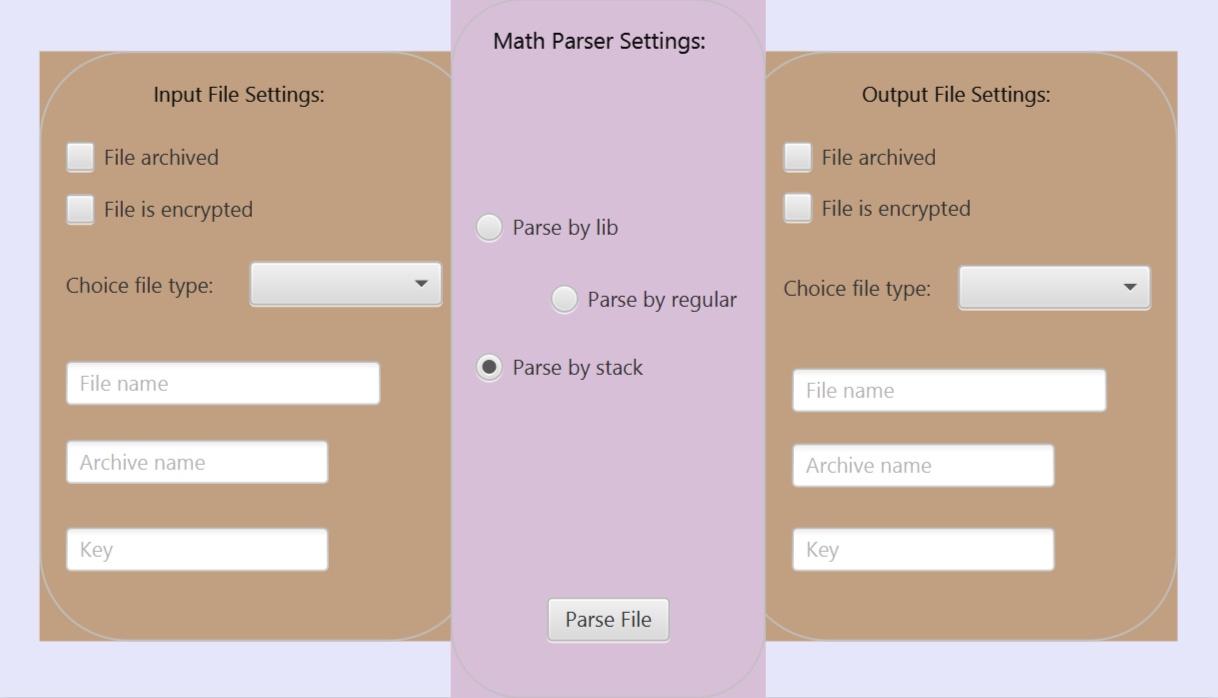 Input File Settings:
File archived
File is encrypted
Choice file type:
File name
Archive name
Key
Math Parser Settings:
Parse by lib
Parse by regular
Parse by stack
Parse File
Output File Settings:
File archived
File is encrypted
Choice file type:
File name
Archive name
Key